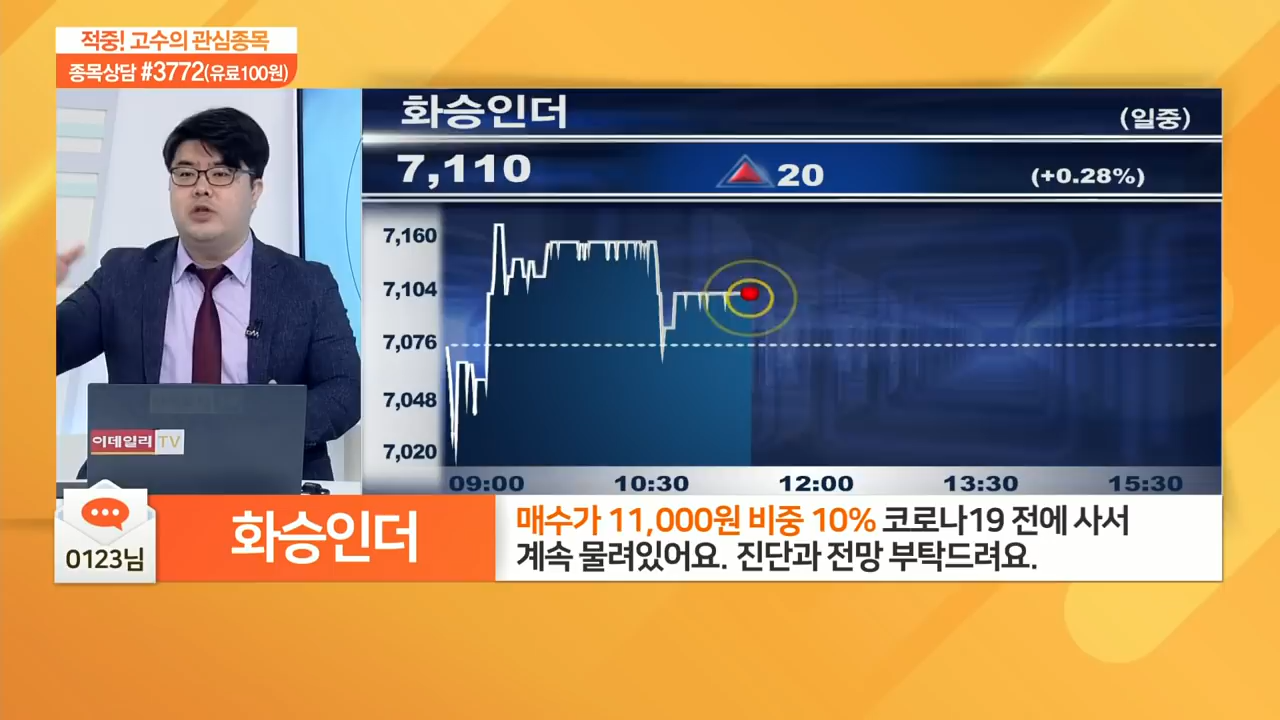 적중! 고수의 관심종목
종목상담 #3772(유료100원)
화승인더
(일중)
7,110
20
(+0.28%)
7,160
7,104
7,076
7,048
7,020
09:00
10:30
12:00
13:30
15:30
이데일리TV
0123님
화승인더
매수가 11,000원 비중 10% 코로나19 전에 사서
계속 물려있어요. 진단과 전망 부탁드려요.